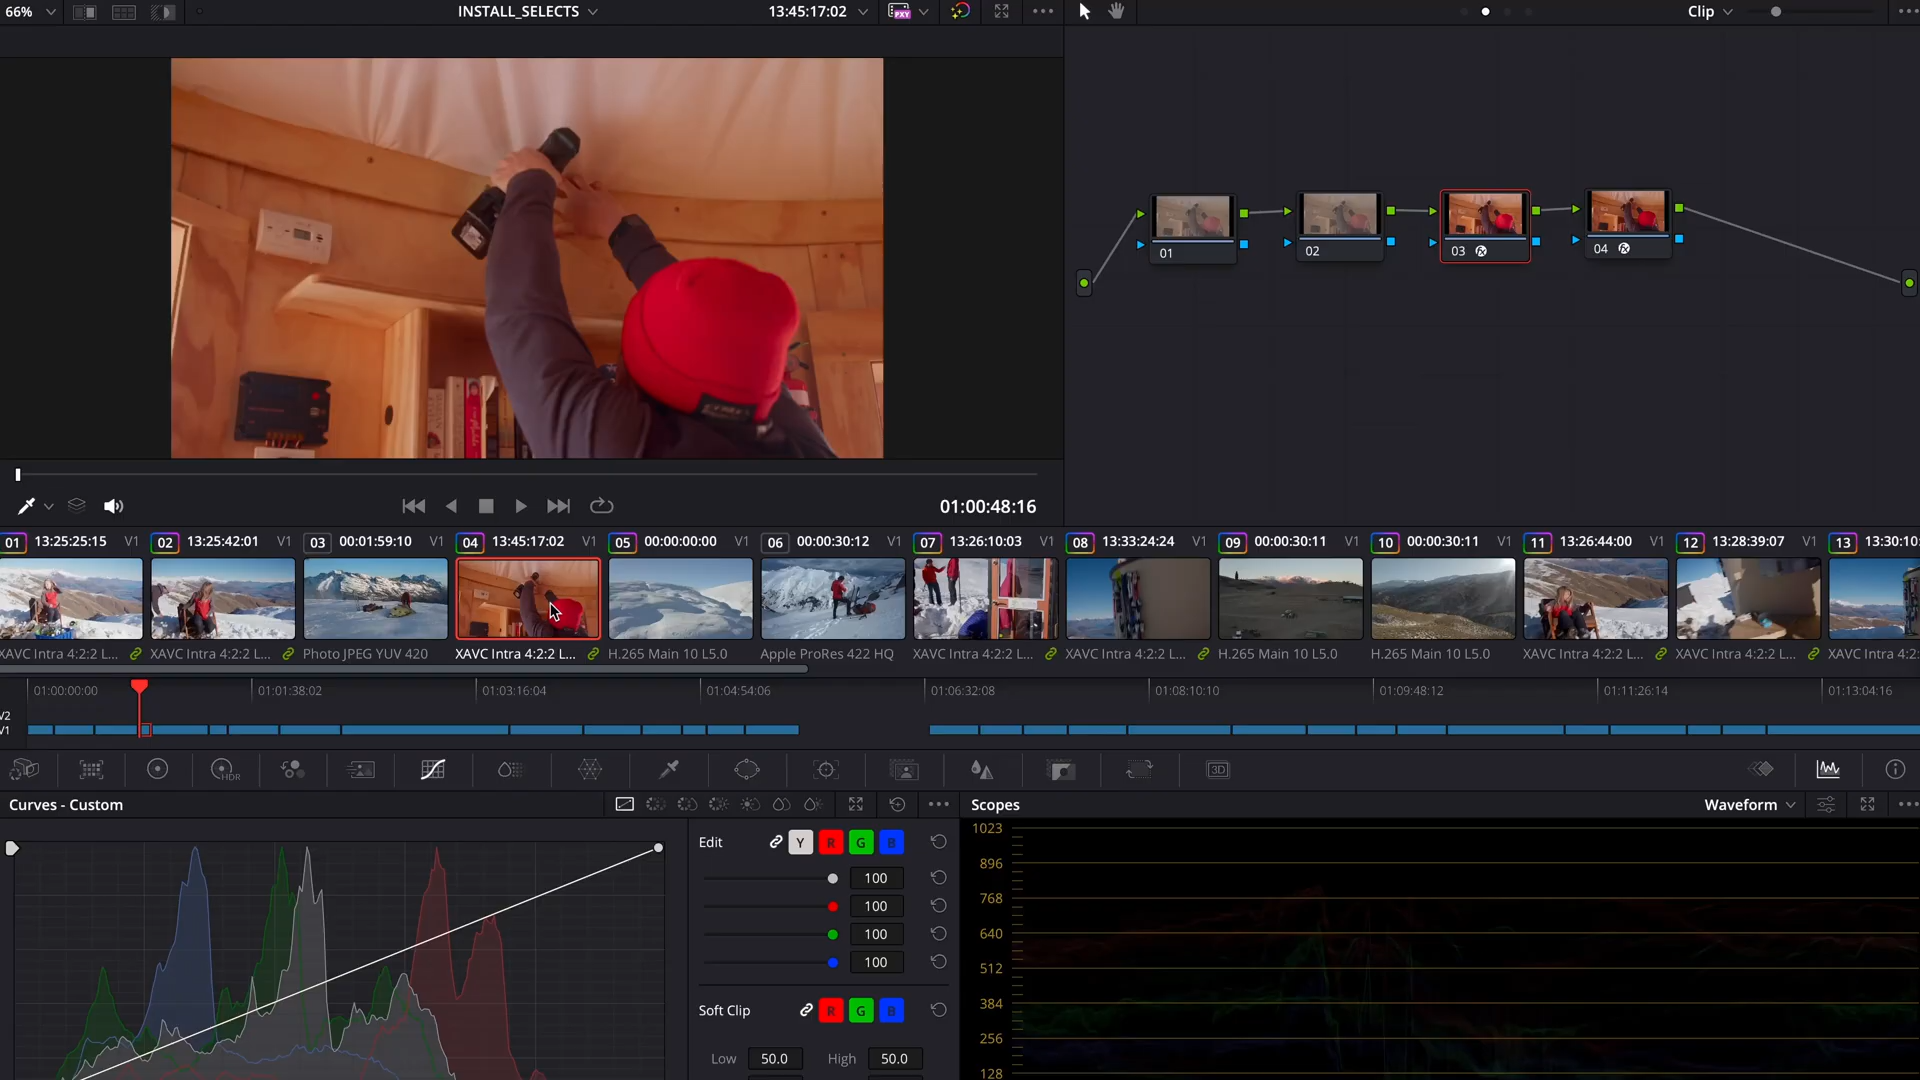 66%
INSTALL_SELECTS
13:45:17:02
PXY
Clip
01
02
03
04
01:00:48:16
01 13:25:25:15 V1
02 13:25:42:01 V1
03 00:01:59:10 V1
04 13:45:17:02 V1
05 00:00:00:00 V1
06 00:00:30:12 V1
07 13:26:10:03 V1
08 13:33:24:24 V1
09 00:00:30:11 V1
10 00:00:30:11 V1
11 13:26:44:00 V1
12 13:28:39:07 V1
13 13:30:10:
XAVC Intra 4:2:2 L...
XAVC Intra 4:2:2 L...
Photo JPEG YUV 420
XAVC Intra 4:2:2 L...
H.265 Main 10 L5.0
Apple ProRes 422 HQ
XAVC Intra 4:2:2 L...
XAVC Intra 4:2:2 L...
H.265 Main 10 L5.0
H.265 Main 10 L5.0
XAVC Intra 4:2:2 L...
XAVC Intra 4:2:2 L...
XAVC Intra 4:2:
01:00:00:00
01:01:38:02
01:03:16:04
01:04:54:06
01:06:32:08
01:08:10:10
01:09:48:12
01:11:26:14
01:13:04:16
V2
V1
HDR
3D
Curves - Custom
Scopes
Waveform
Edit Y R G B
100
100
100
100
Soft Clip R G B
Low 50.0 High 50.0
1023
896
768
640
512
384
256
128